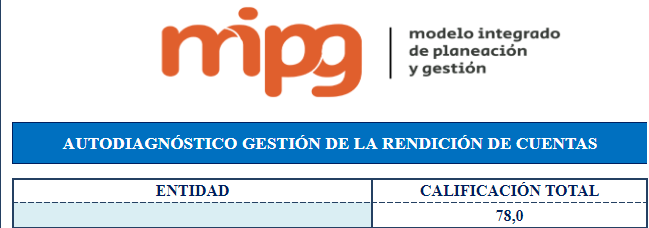 mipg
modelo integrado
de planeación
y gestión
AUTODIAGNÓSTICO GESTIÓN DE LA RENDICIÓN DE CUENTAS
ENTIDAD
CALIFICACIÓN TOTAL
78,0